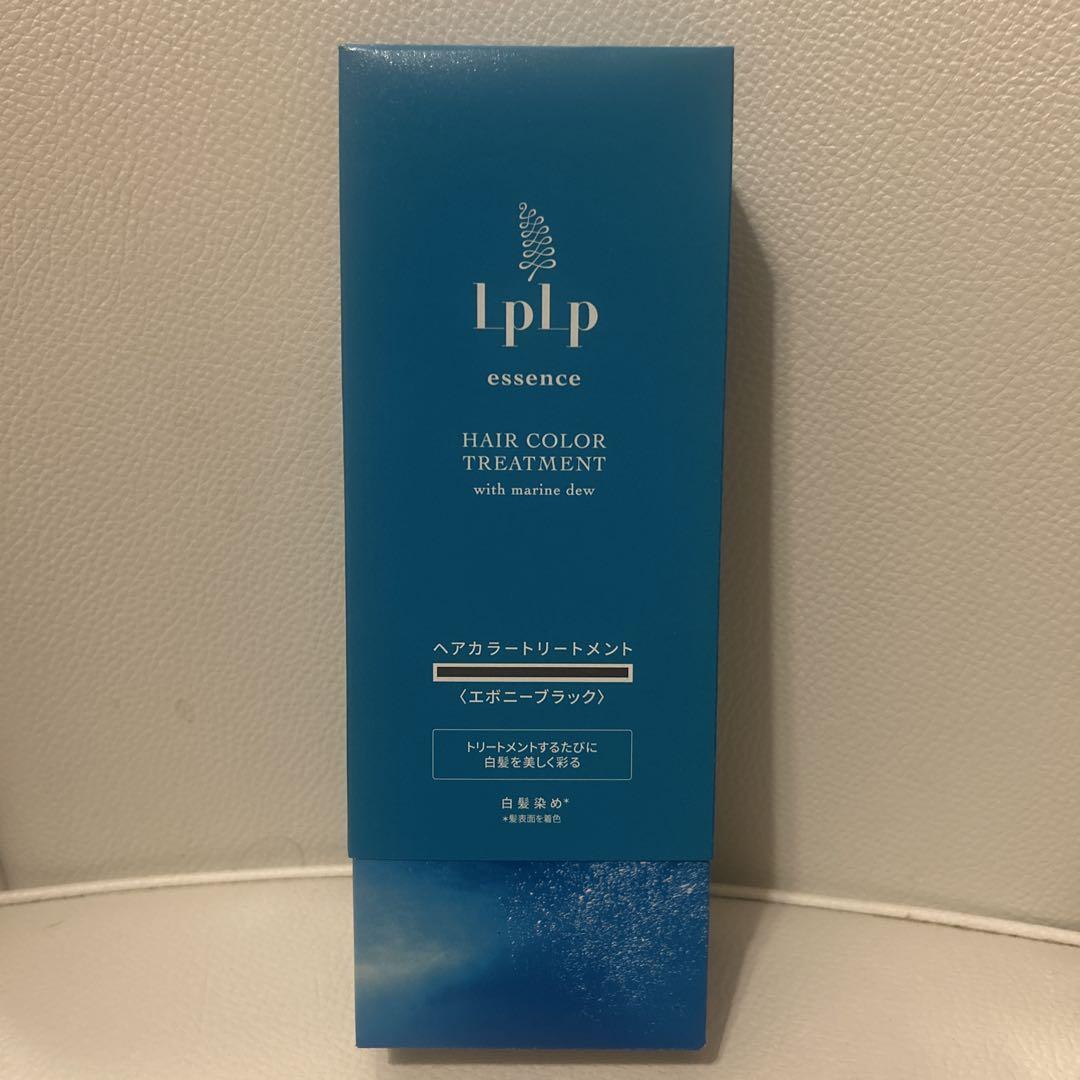 LpLp
essence
HAIR COLOR
TREATMENT
with marine dew
ヘアカラートリートメント
〈エボニーブラック〉
トリートメントするたびに
白髪を美しく彩る
白髪染め*
*髪表面を着色